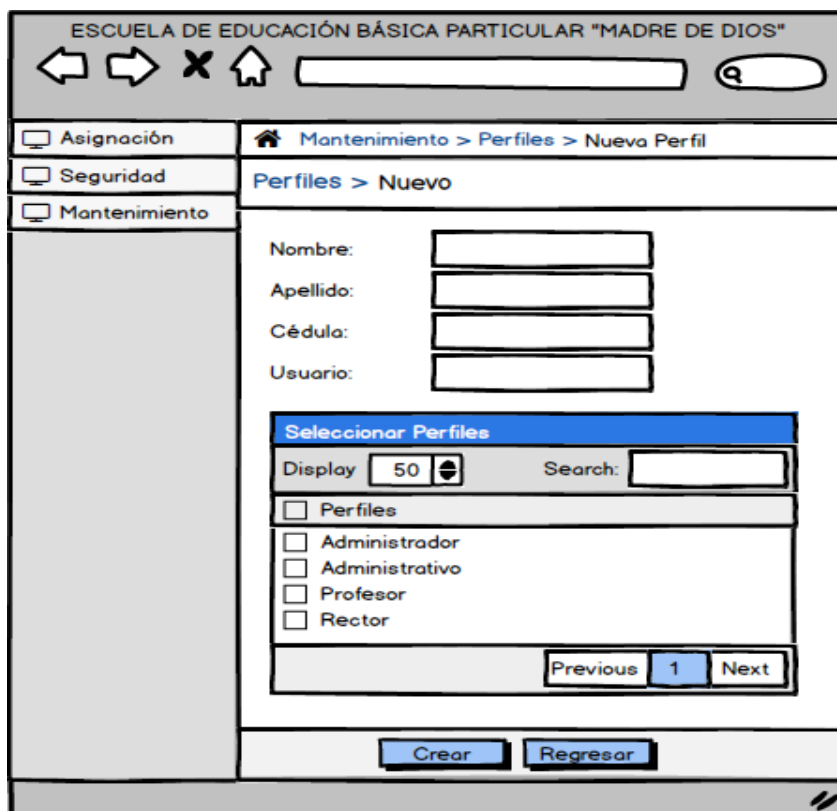 ESCUELA DE EDUCACIÓN BÁSICA PARTICULAR "MADRE DE DIOS"
Asignación
Seguridad
Mantenimiento
Mantenimiento > Perfiles > Nueva Perfil
Perfiles > Nuevo
Nombre:
Apellido:
Cédula:
Usuario:
Seleccionar Perfiles
Display 50 Search:
Perfiles
Administrador
Administrativo
Profesor
Rector
Previous 1 Next
Crear Regresar